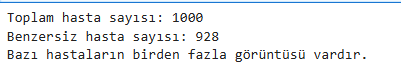 Toplam hasta sayısı: 1000
Benzersiz hasta sayısı: 928
Bazı hastaların birden fazla görüntüsü vardır.